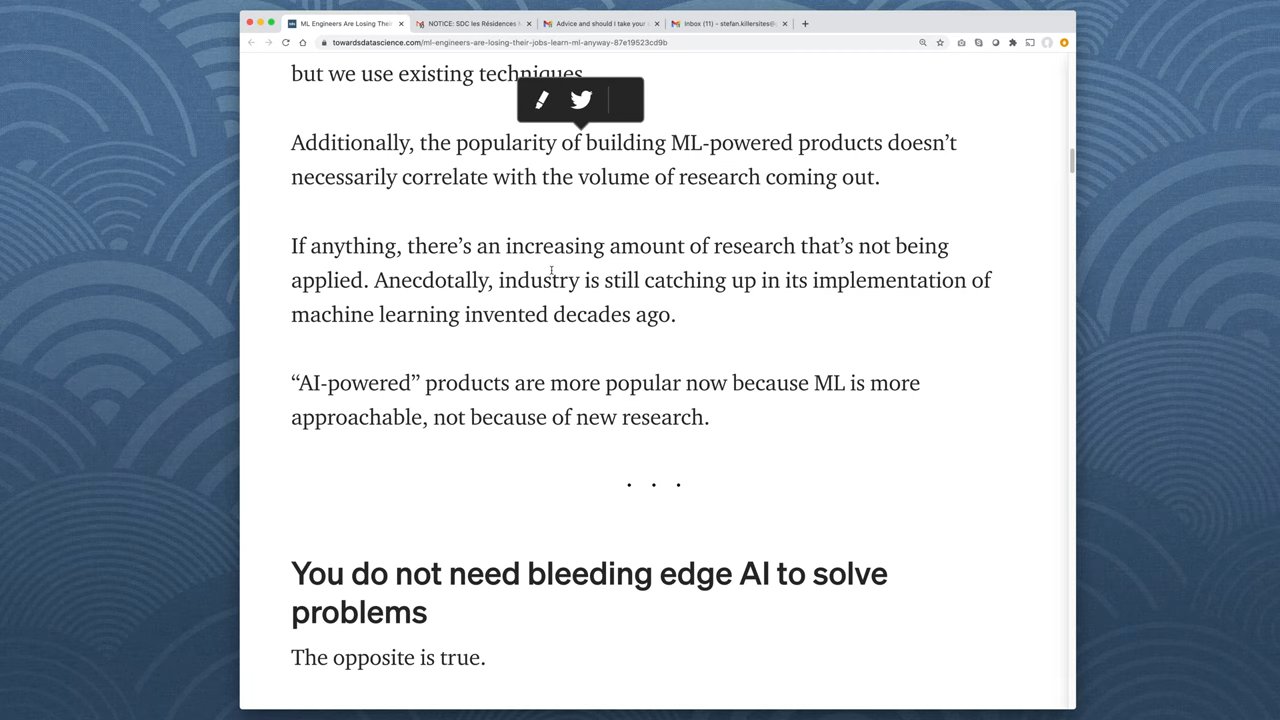 ML Engineers Are Losing Thei
NOTICE: SDC les Résidences
Advice and should I take your
Inbox (11) – stefan.killersites@
towardsdatascience.com/ml-engineers-are-losing-their-jobs-learn-ml-anyway-87e19523cd9b
but we use existing techniques
Additionally, the popularity of building ML-powered products doesn’t
necessarily correlate with the volume of research coming out.
If anything, there’s an increasing amount of research that’s not being
applied. Anecdotally, industry is still catching up in its implementation of
machine learning invented decades ago.
“AI-powered” products are more popular now because ML is more
approachable, not because of new research.
. . .
You do not need bleeding edge AI to solve
problems
The opposite is true.